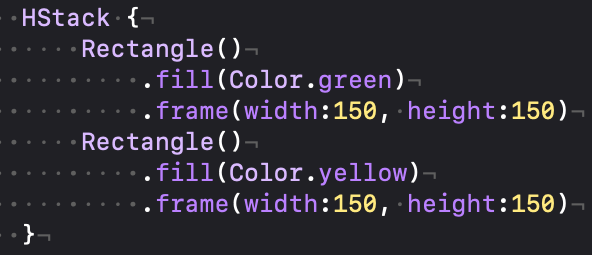 HStack {
Rectangle()
.fill(Color.green)
.frame(width:150, height:150)
Rectangle()
.fill(Color.yellow)
.frame(width:150, height:150)
}